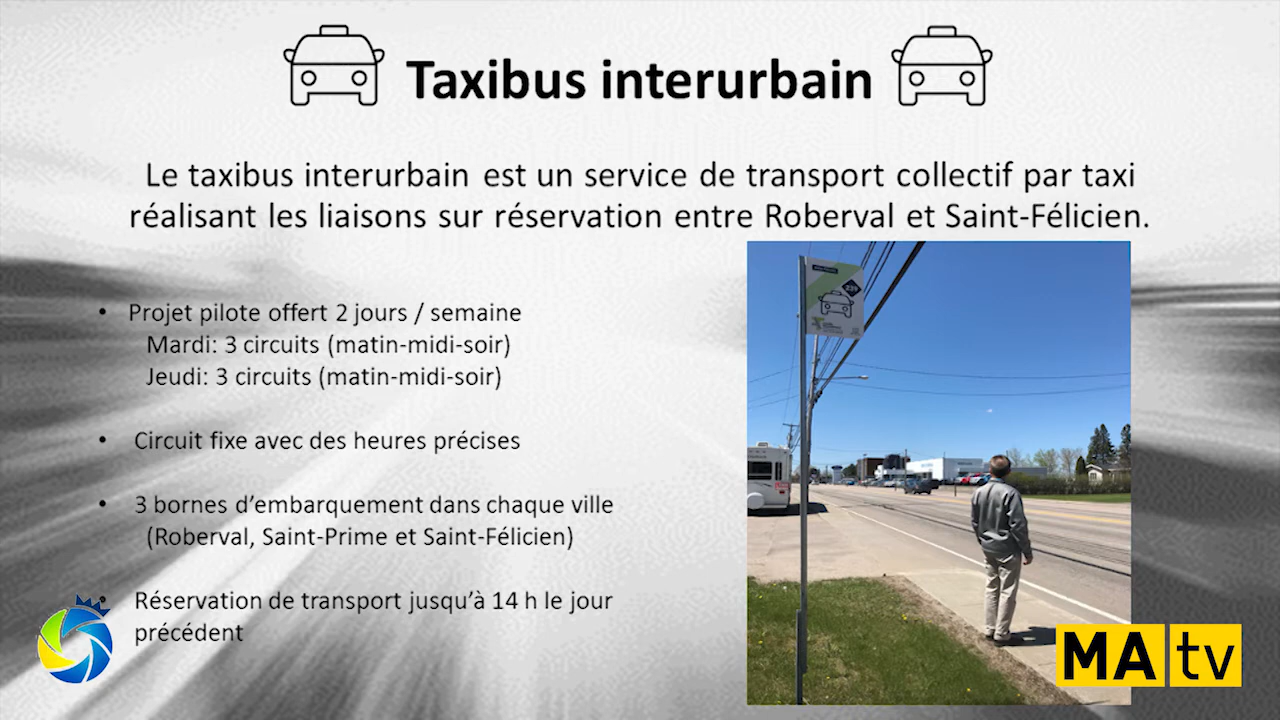 Taxibus interurbain
Le taxibus interurbain est un service de transport collectif par taxi
réalisant les liaisons sur réservation entre Roberval et Saint-Félicien.
• Projet pilote offert 2 jours / semaine
Mardi: 3 circuits (matin-midi-soir)
Jeudi: 3 circuits (matin-midi-soir)
• Circuit fixe avec des heures précises
• 3 bornes d’embarquement dans chaque ville
(Roberval, Saint-Prime et Saint-Félicien)
• Réservation de transport jusqu’à 14 h le jour
précédent
239
MAtv